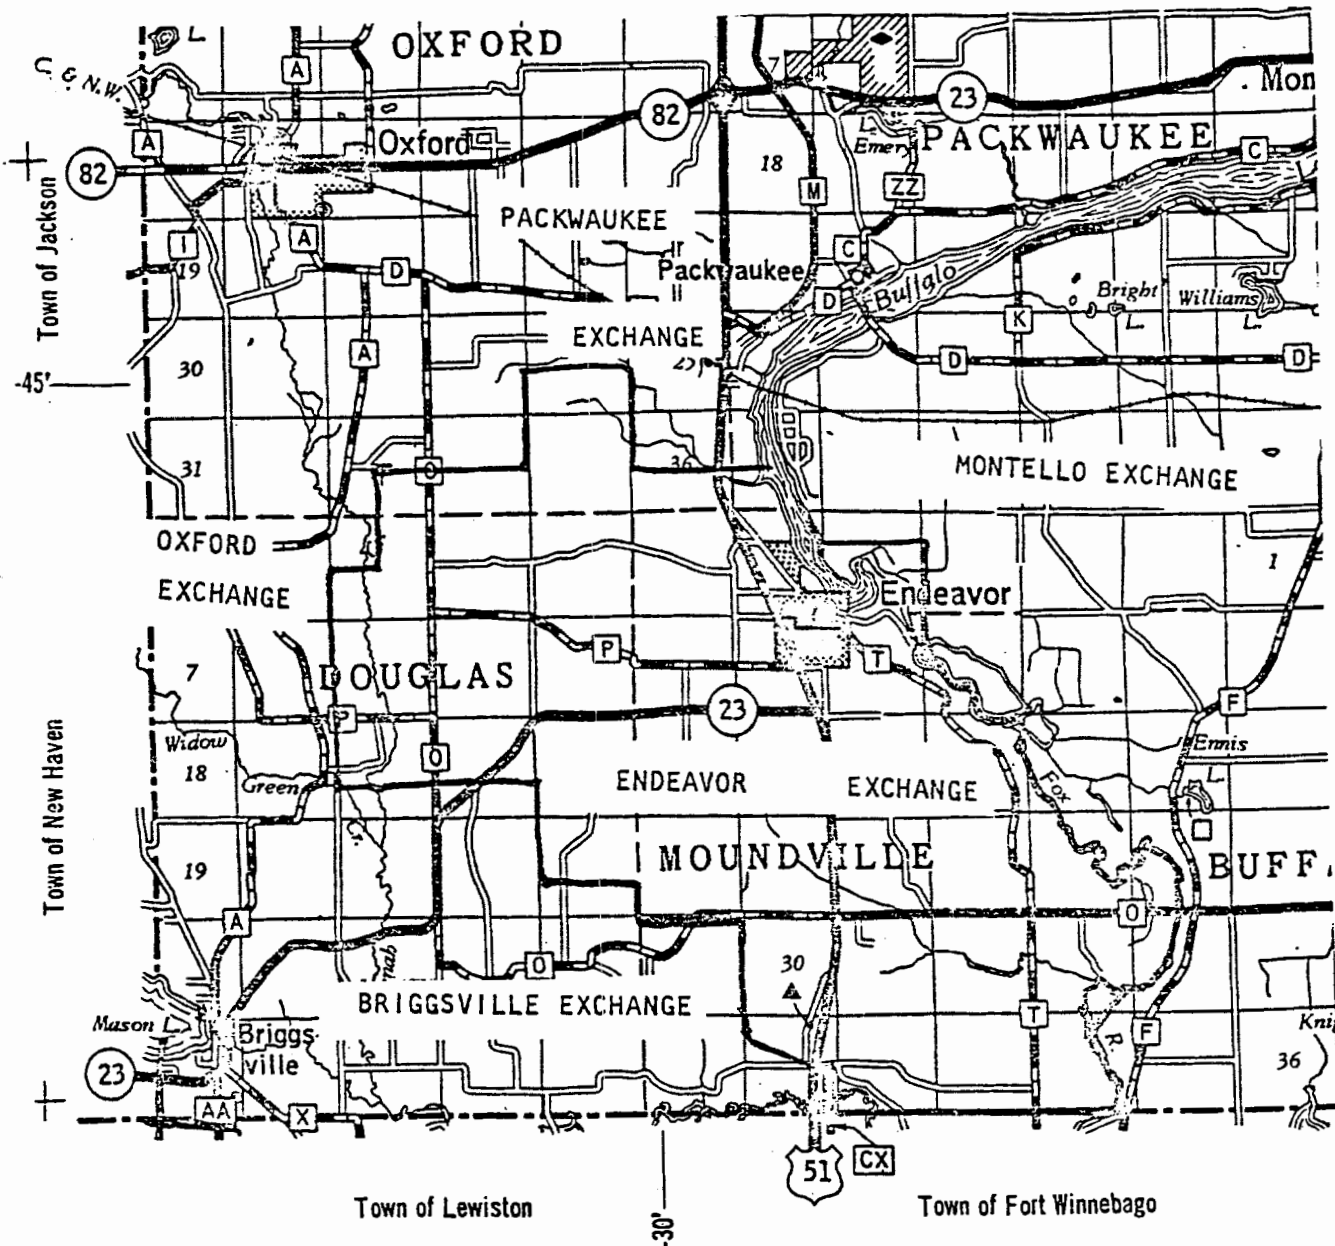 L.
OXFORD
C. & N.W.
A
7
82
23
Mon
A
Oxford
L.
Emery
PACKWAUKEE
C
82
18
M
ZZ
PACKWAUKEE
Town of Jackson
I
A
19
D
Packwaukee
C
Buffalo
D
Bright
L.
Williams
L.
EXCHANGE
K
A
25
D
D
30
-45'
31
O
36
MONTELLO EXCHANGE
OXFORD
EXCHANGE
1
Endeavor
P
T
7
DOUGLAS
F
P
23
Widow
18
Green
O
Ennis
L.
ENDEAVOR EXCHANGE
Fox
Town of New Haven
Cr.
19
MOUNDVILLE
BUFF
A
O
O
30
BRIGGSVILLE EXCHANGE
Mason L.
Briggs
ville
T
F
R.
Kni
36
23
AA
X
51
CX
Town of Lewiston
Town of Fort Winnebago
-30'